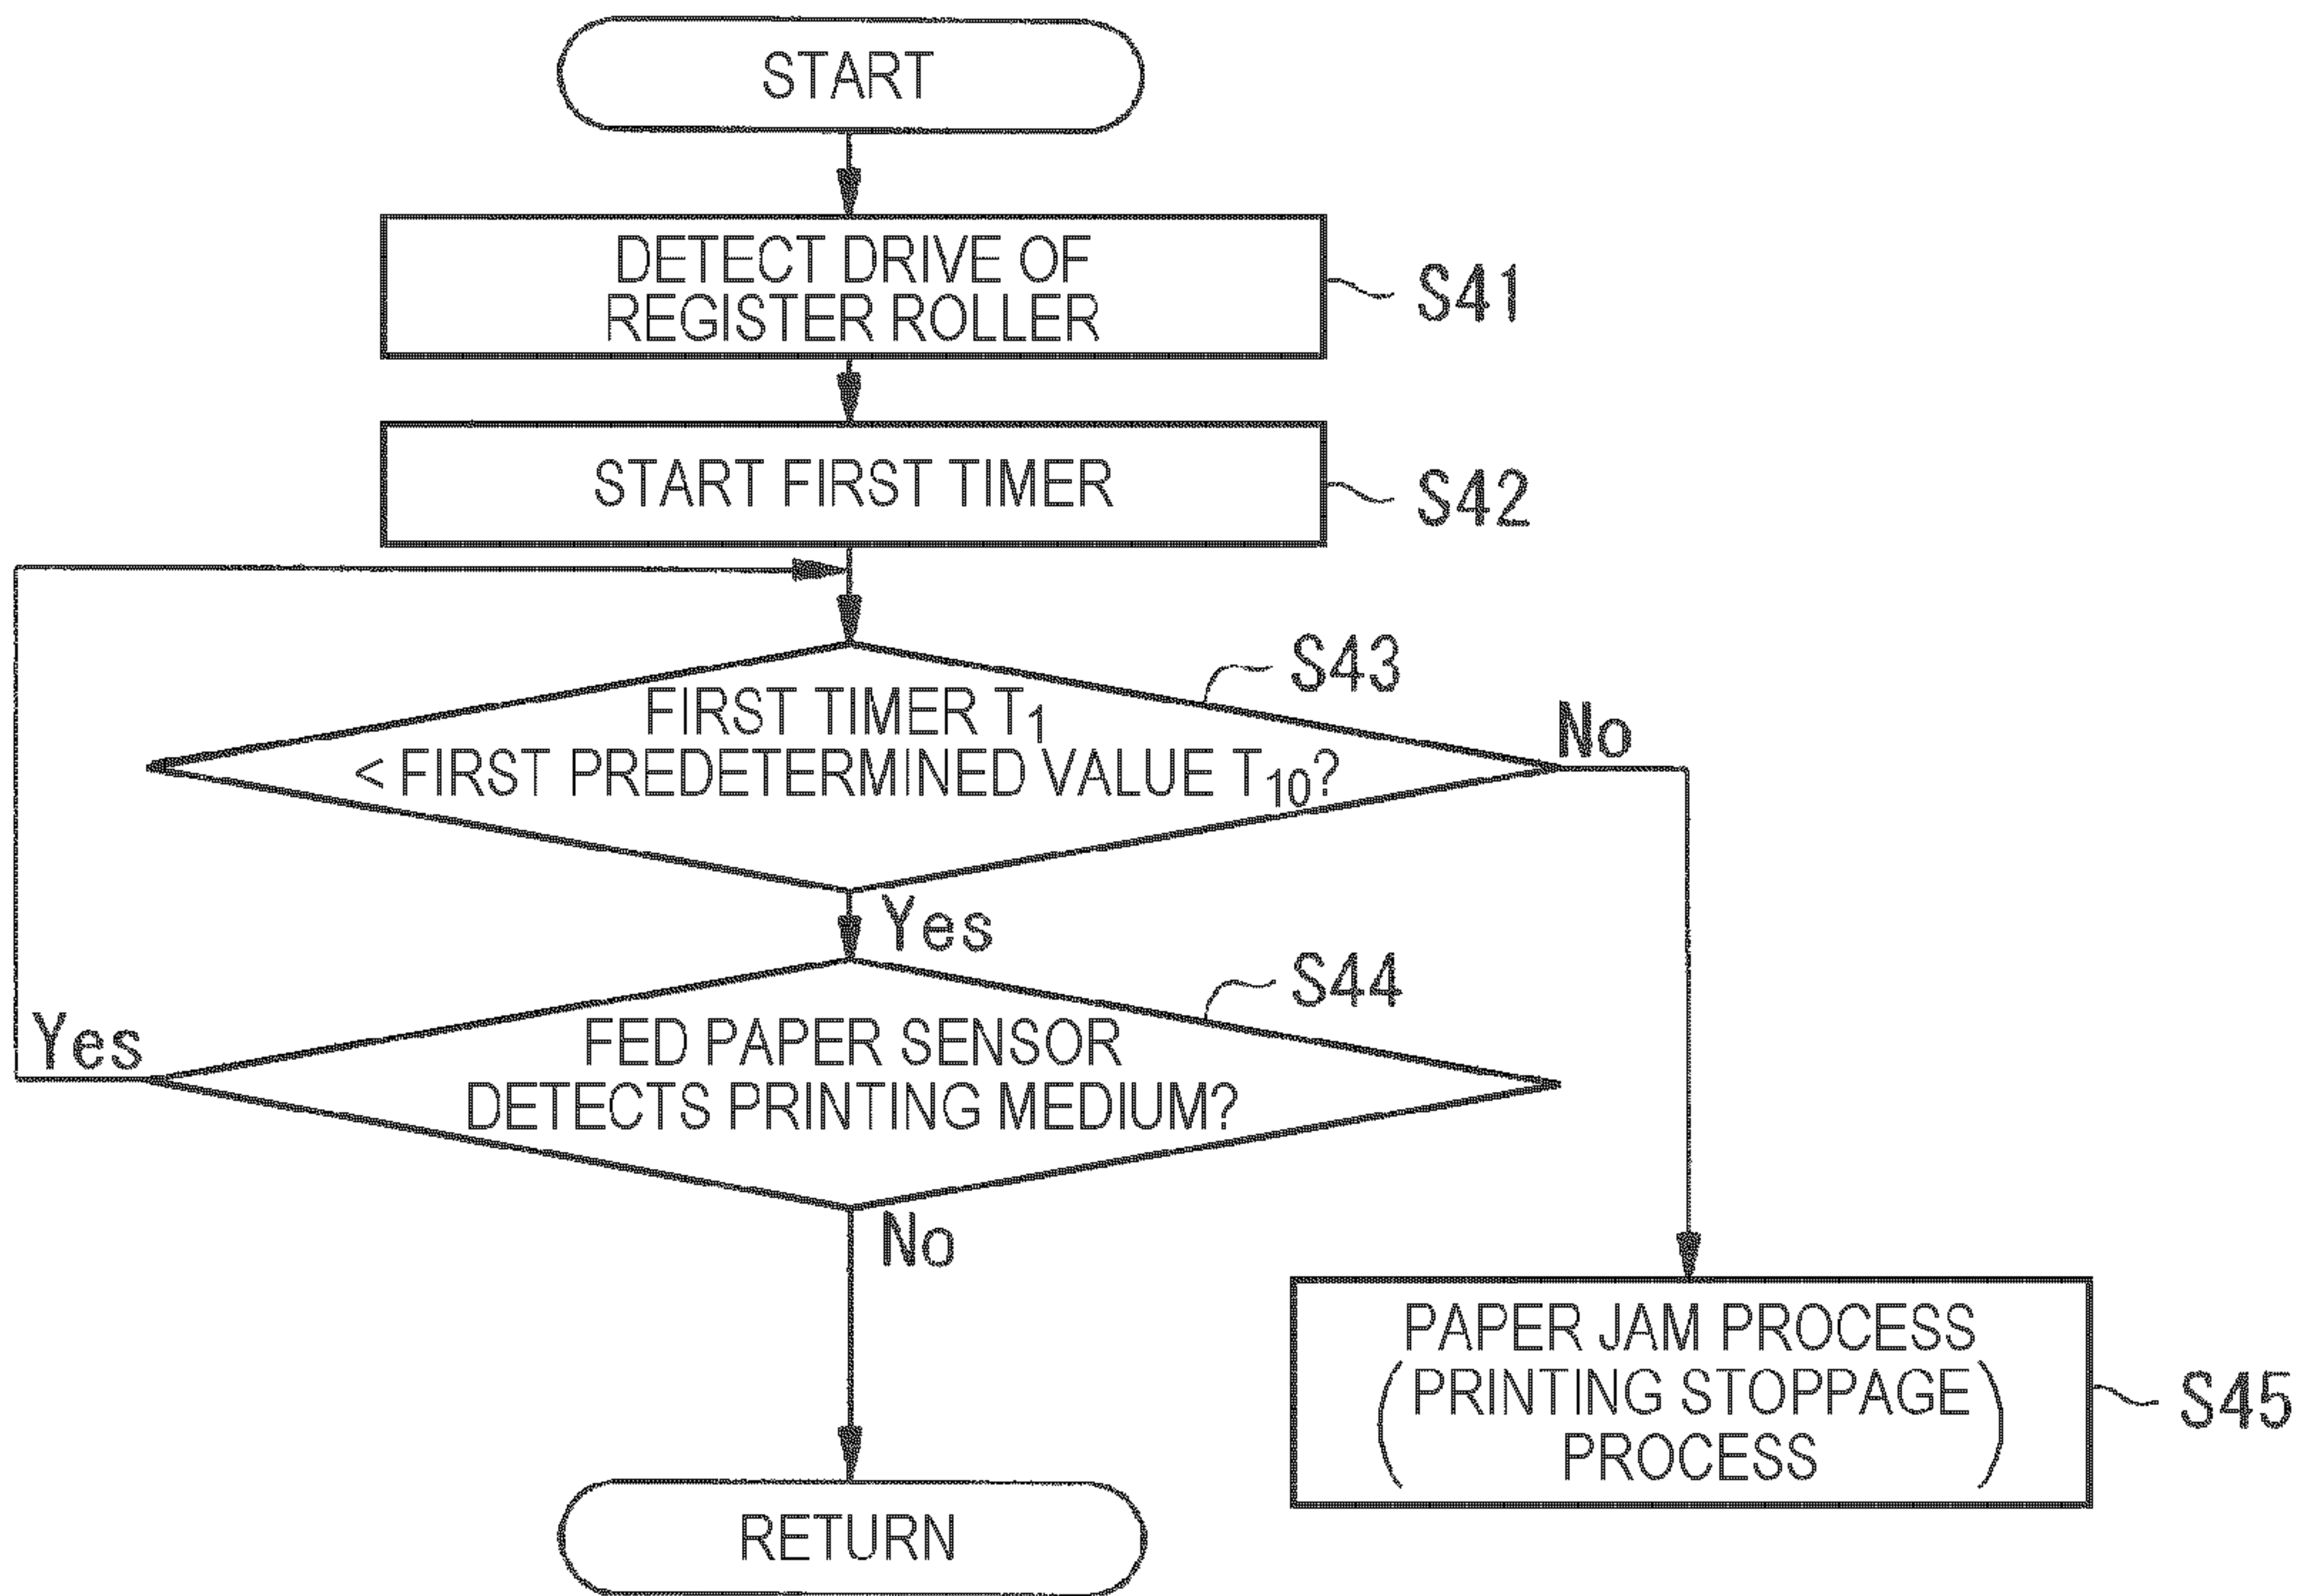 START
DETECT DRIVE OF
REGISTER ROLLER
S41
START FIRST TIMER
S42
S43
FIRST TIMER T₁
< FIRST PREDETERMINED VALUE T₁₀?
No
Yes
S44
FED PAPER SENSOR
DETECTS PRINTING MEDIUM?
Yes
No
PAPER JAM PROCESS
(PRINTING STOPPAGE
PROCESS)
S45
RETURN